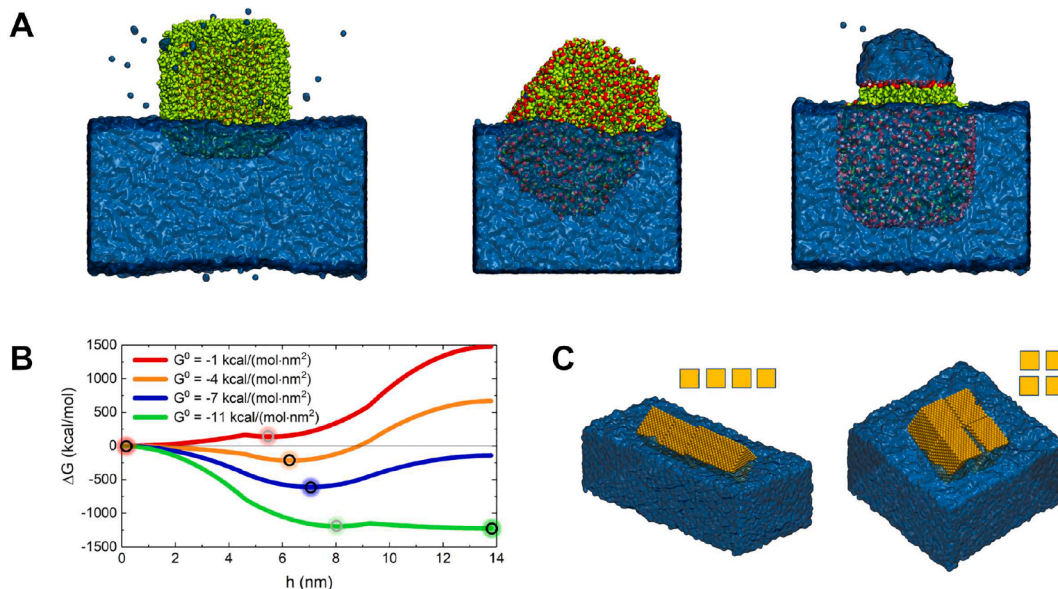 A
B
1500
1000
500
0
-500
-1000
-1500
ΔG (kcal/mol)
G⁰ = -1 kcal/(mol·nm²)
G⁰ = -4 kcal/(mol·nm²)
G⁰ = -7 kcal/(mol·nm²)
G⁰ = -11 kcal/(mol·nm²)
0 2 4 6 8 10 12 14
h (nm)
C